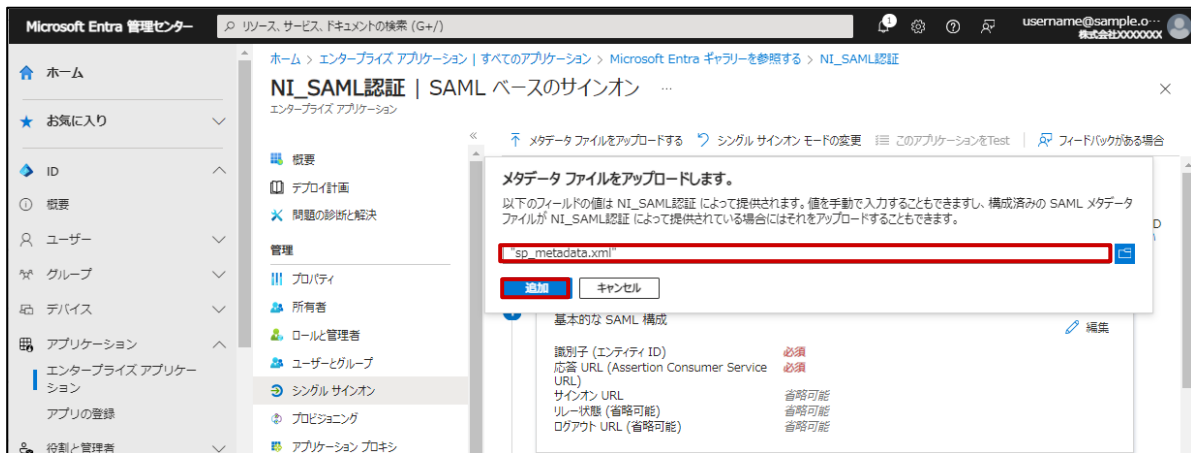 Microsoft Entra 管理センター
リソース、サービス、ドキュメントの検索 (G+/)
1
username@sample.o…
株式会社XXXXXXX
ホーム
お気に入り
ID
概要
ユーザー
グループ
デバイス
アプリケーション
エンタープライズ アプリケー
ション
アプリの登録
役割と管理者
ホーム > エンタープライズ アプリケーション | すべてのアプリケーション > Microsoft Entra ギャラリーを参照する > NI_SAML認証
NI_SAML認証 | SAML ベースのサインオン …
エンタープライズ アプリケーション
概要
デプロイ計画
問題の診断と解決
管理
プロパティ
所有者
ロールと管理者
ユーザーとグループ
シングル サインオン
プロビジョニング
アプリケーション プロキシ
メタデータ ファイルをアップロードする シングル サインオン モードの変更 このアプリケーションをTest フィードバックがある場合
メタデータ ファイルをアップロードします。
以下のフィールドの値は NI_SAML認証 によって提供されます。値を手動で入力することもできますし、構成済みの SAML メタデータ
ファイルが NI_SAML認証 によって提供されている場合にはそれをアップロードすることもできます。
"sp_metadata.xml"
追加 キャンセル
基本的な SAML 構成
編集
識別子 (エンティティ ID) 必須
応答 URL (Assertion Consumer Service 必須
URL)
サインオン URL 省略可能
リレー状態 (省略可能) 省略可能
ログアウト URL (省略可能) 省略可能